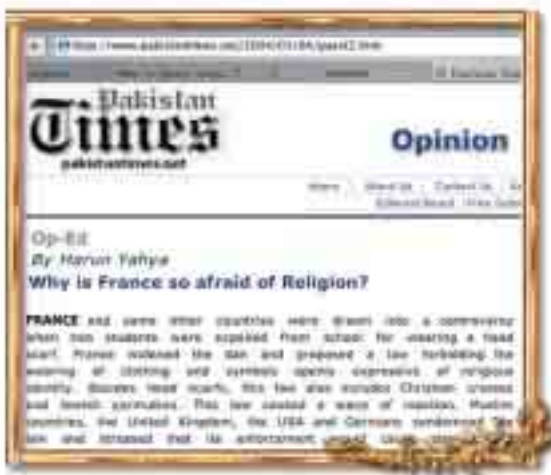 Pakistan
Times
pakistantimes.net
Opinion
Op-Ed
By Harun Yahya
Why is France so afraid of Religion?
FRANCE and some other countries were drawn into a controversy
when two students were expelled from school for wearing a head
scarf. France widened the ban and proposed a law forbidding the
wearing of clothing and symbols openly expressive of religious
identity. Besides head scarfs, this law also includes Christian crosses
and Jewish yarmulkes. This law caused a wave of reaction. Muslim
countries, the United Kingdom, the USA and Germany condemned the
law and stressed that its enforcement would cause